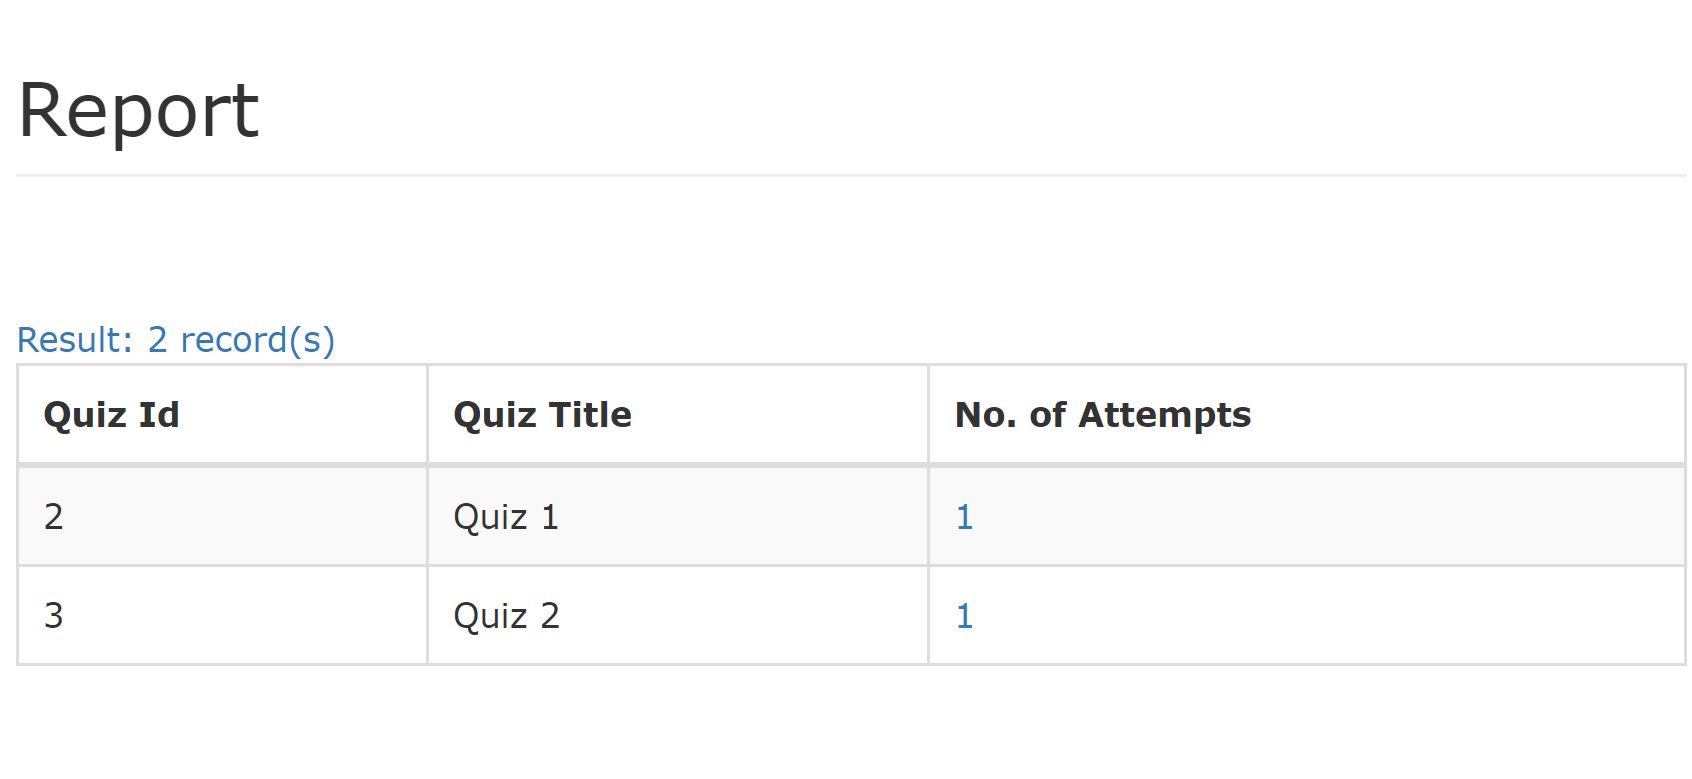 Report
Result: 2 record(s)
Quiz Id Quiz Title No. of Attempts
2 Quiz 1 1
3 Quiz 2 1